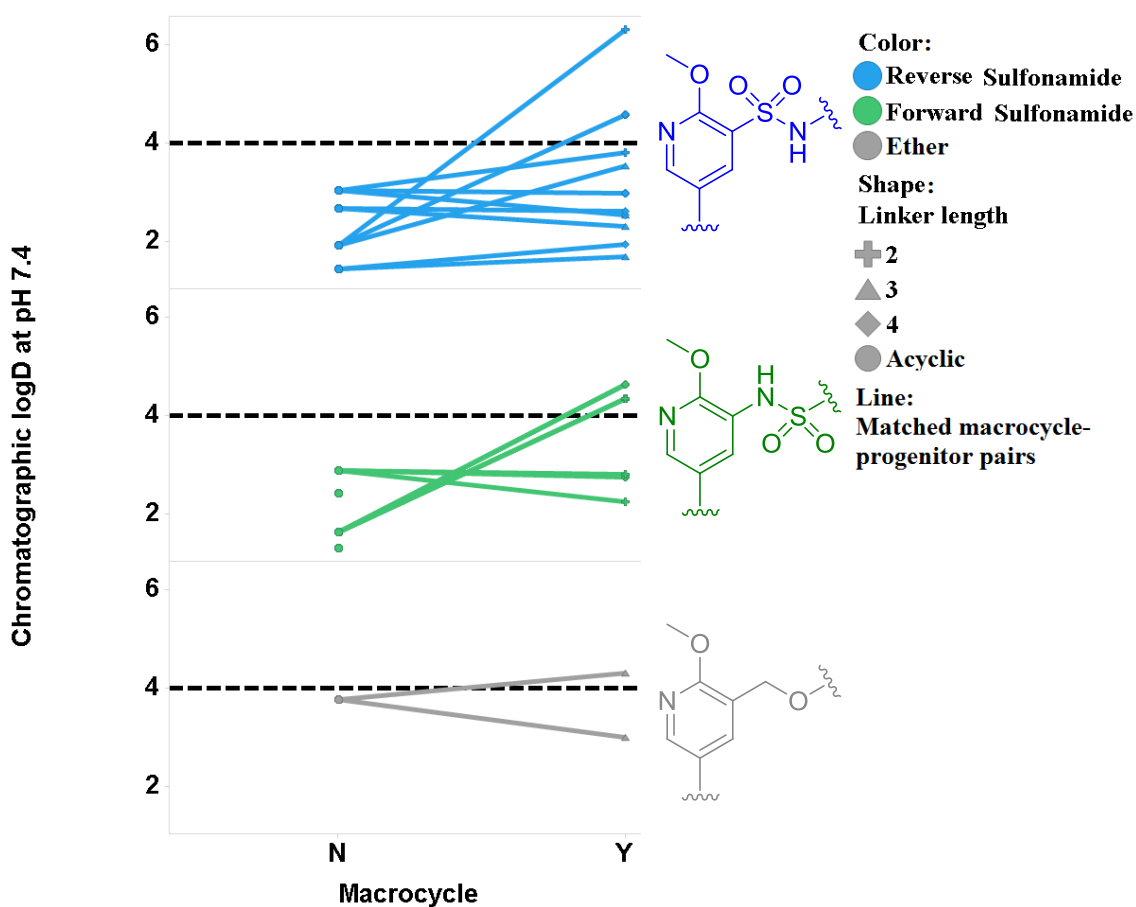 Chromatographic logD at pH 7.4
6
4
2
6
4
2
6
4
2
N
Y
Macrocycle
O
O
O
S
N
N
H
O
H
N
N
S
O
O
O
N
O
Color:
Reverse Sulfonamide
Forward Sulfonamide
Ether
Shape:
Linker length
2
3
4
Acyclic
Line:
Matched macrocycle-
progenitor pairs